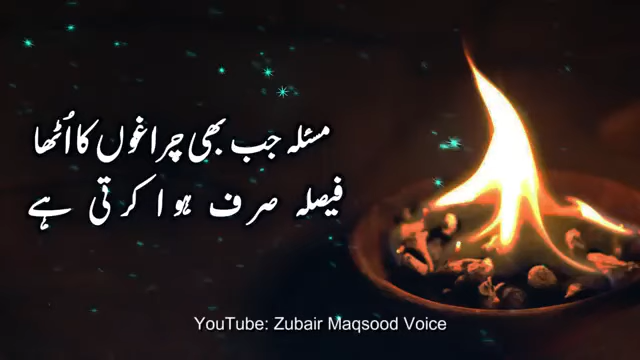 مسئلہ جب بھی چراغوں کا اُٹھا
فیصلہ صرف ہوا کرتی ہے
YouTube: Zubair Maqsood Voice